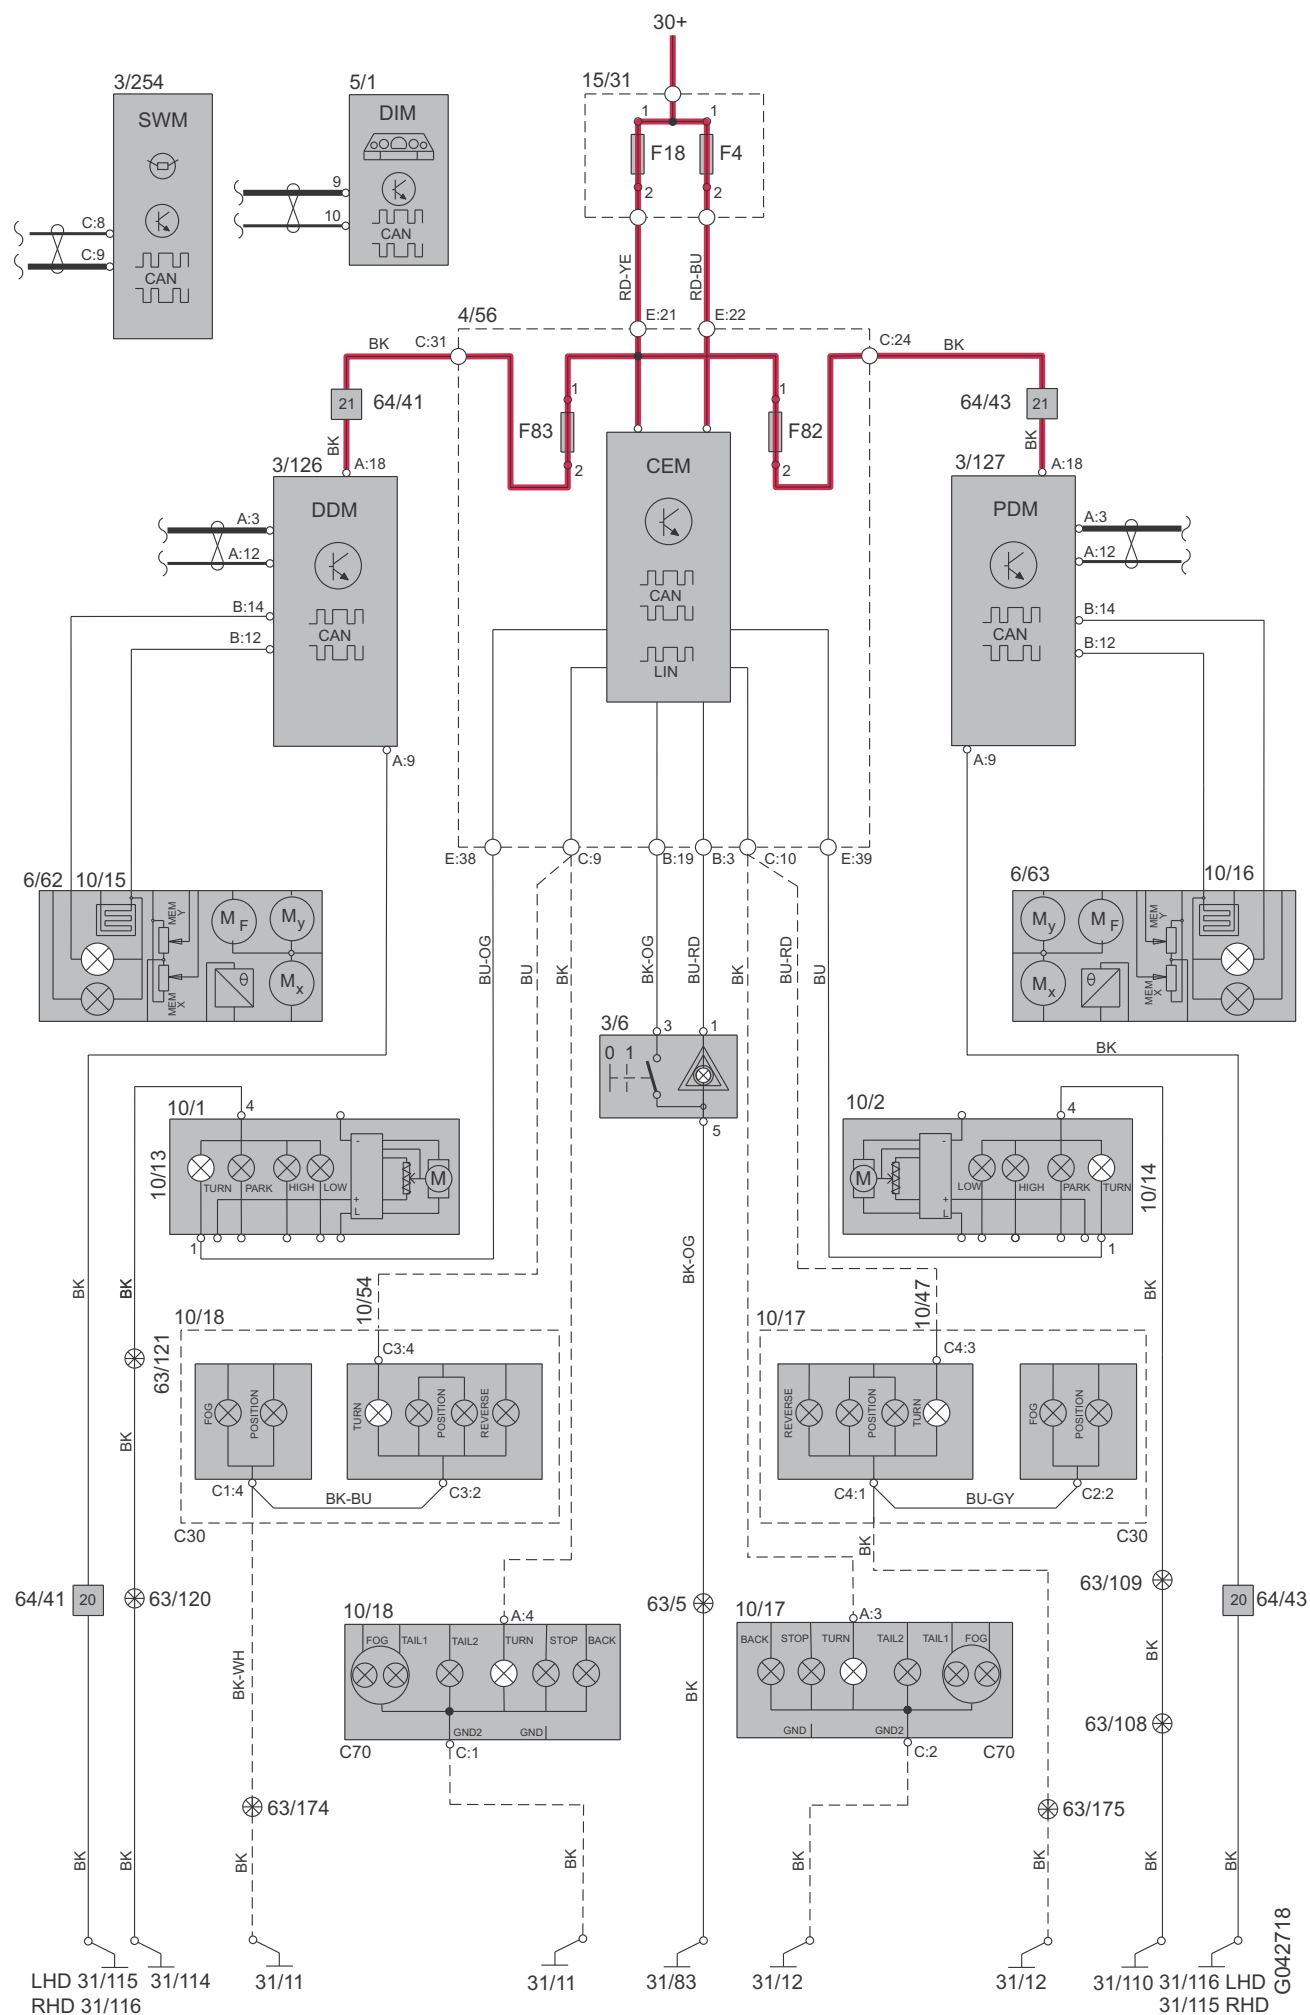 30+
15/31
1
1
F18
F4
2
2
RD-YE
RD-BU
3/254
SWM
C:8
C:9
CAN
5/1
DIM
9
10
CAN
4/56
E:21
E:22
BK
C:31
C:24
BK
21
64/41
64/43
21
BK
BK
1
F83
2
1
F82
2
CEM
CAN
LIN
3/126
A:18
DDM
A:3
A:12
B:14
B:12
CAN
A:9
3/127
A:18
PDM
A:3
A:12
B:14
B:12
CAN
A:9
E:38
C:9
B:19
B:3
C:10
E:39
6/62
10/15
MEM Y
MEM X
M F
M y
M x
θ
6/63
10/16
M y
M F
M x
θ
MEM Y
MEM X
BU-OG
BU
BK
BK-OG
BU-RD
BK
BU-RD
BU
3/6
3
1
0 1
5
BK
10/1
4
10/13
TURN
PARK
HIGH
LOW
-
+
L
M
1
10/2
4
10/14
M
-
+
L
LOW
HIGH
PARK
TURN
1
BK
BK
BK-OG
BK
BK
10/54
10/47
10/18
C3:4
FOG
POSITION
TURN
POSITION
REVERSE
C1:4
BK-BU
C3:2
C30
10/17
C4:3
REVERSE
POSITION
TURN
FOG
POSITION
C4:1
BU-GY
C2:2
C30
63/121
BK
BK
64/41
20
63/120
63/5
63/109
20
64/43
10/18
A:4
FOG
TAIL1
TAIL2
TURN
STOP
BACK
GND2
GND
C70
C:1
10/17
A:3
BACK
STOP
TURN
TAIL2
TAIL1
FOG
GND
GND2
C:2
C70
BK-WH
BK
BK
63/108
63/174
63/175
BK
BK
BK
BK
BK
BK
BK
BK
LHD 31/115
RHD 31/116
31/114
31/11
31/11
31/83
31/12
31/12
31/110
31/116 LHD
31/115 RHD
G042718